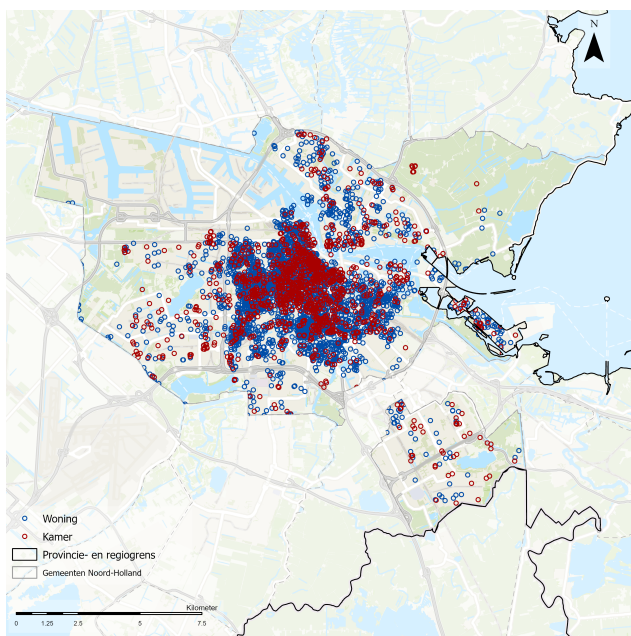 N
Woning
Kamer
Provincie- en regiogrens
Gemeenten Noord-Holland
Kilometer
0 1.25 2.5 5 7.5